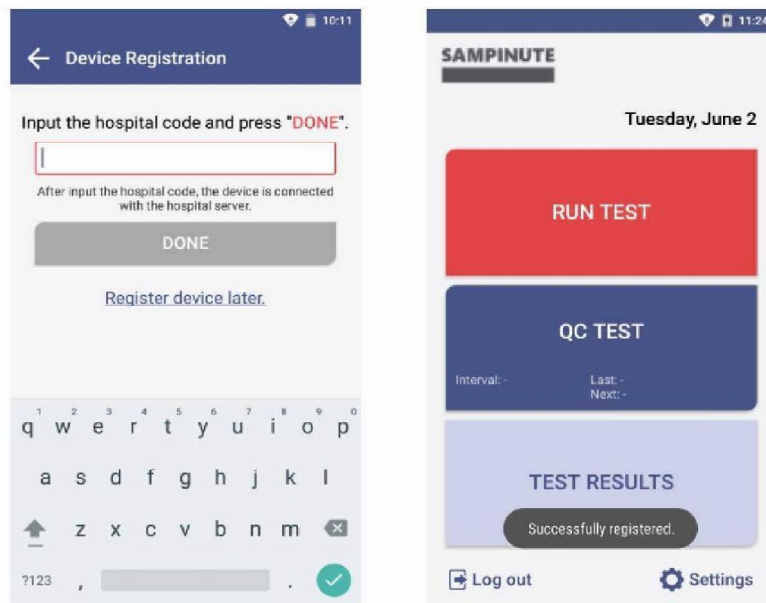 10:11
Device Registration
Input the hospital code and press "DONE".
After input the hospital code, the device is connected
with the hospital server.
DONE
Register device later.
1 2 3 4 5 6 7 8 9 0
q w e r t y u i o p
a s d f g h j k l
z x c v b n m
?123 , .
11:24
SAMPINUTE
Tuesday, June 2
RUN TEST
QC TEST
Interval: - Last: -
Next: -
TEST RESULTS
Successfully registered.
Log out Settings